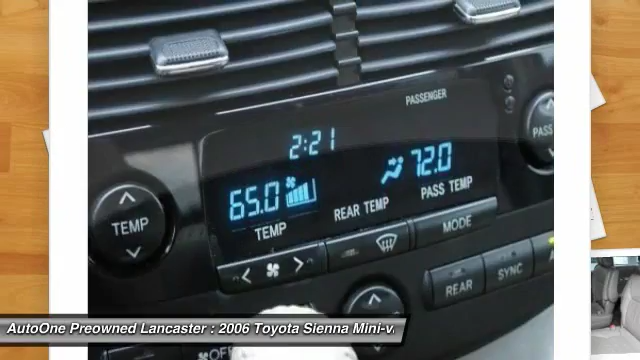 PASSENGER
2:21
65.0
72.0
TEMP
REAR TEMP
PASS TEMP
TEMP
PASS
MODE
REAR
SYNC
OFF
AutoOne Preowned Lancaster : 2006 Toyota Sienna Mini-v